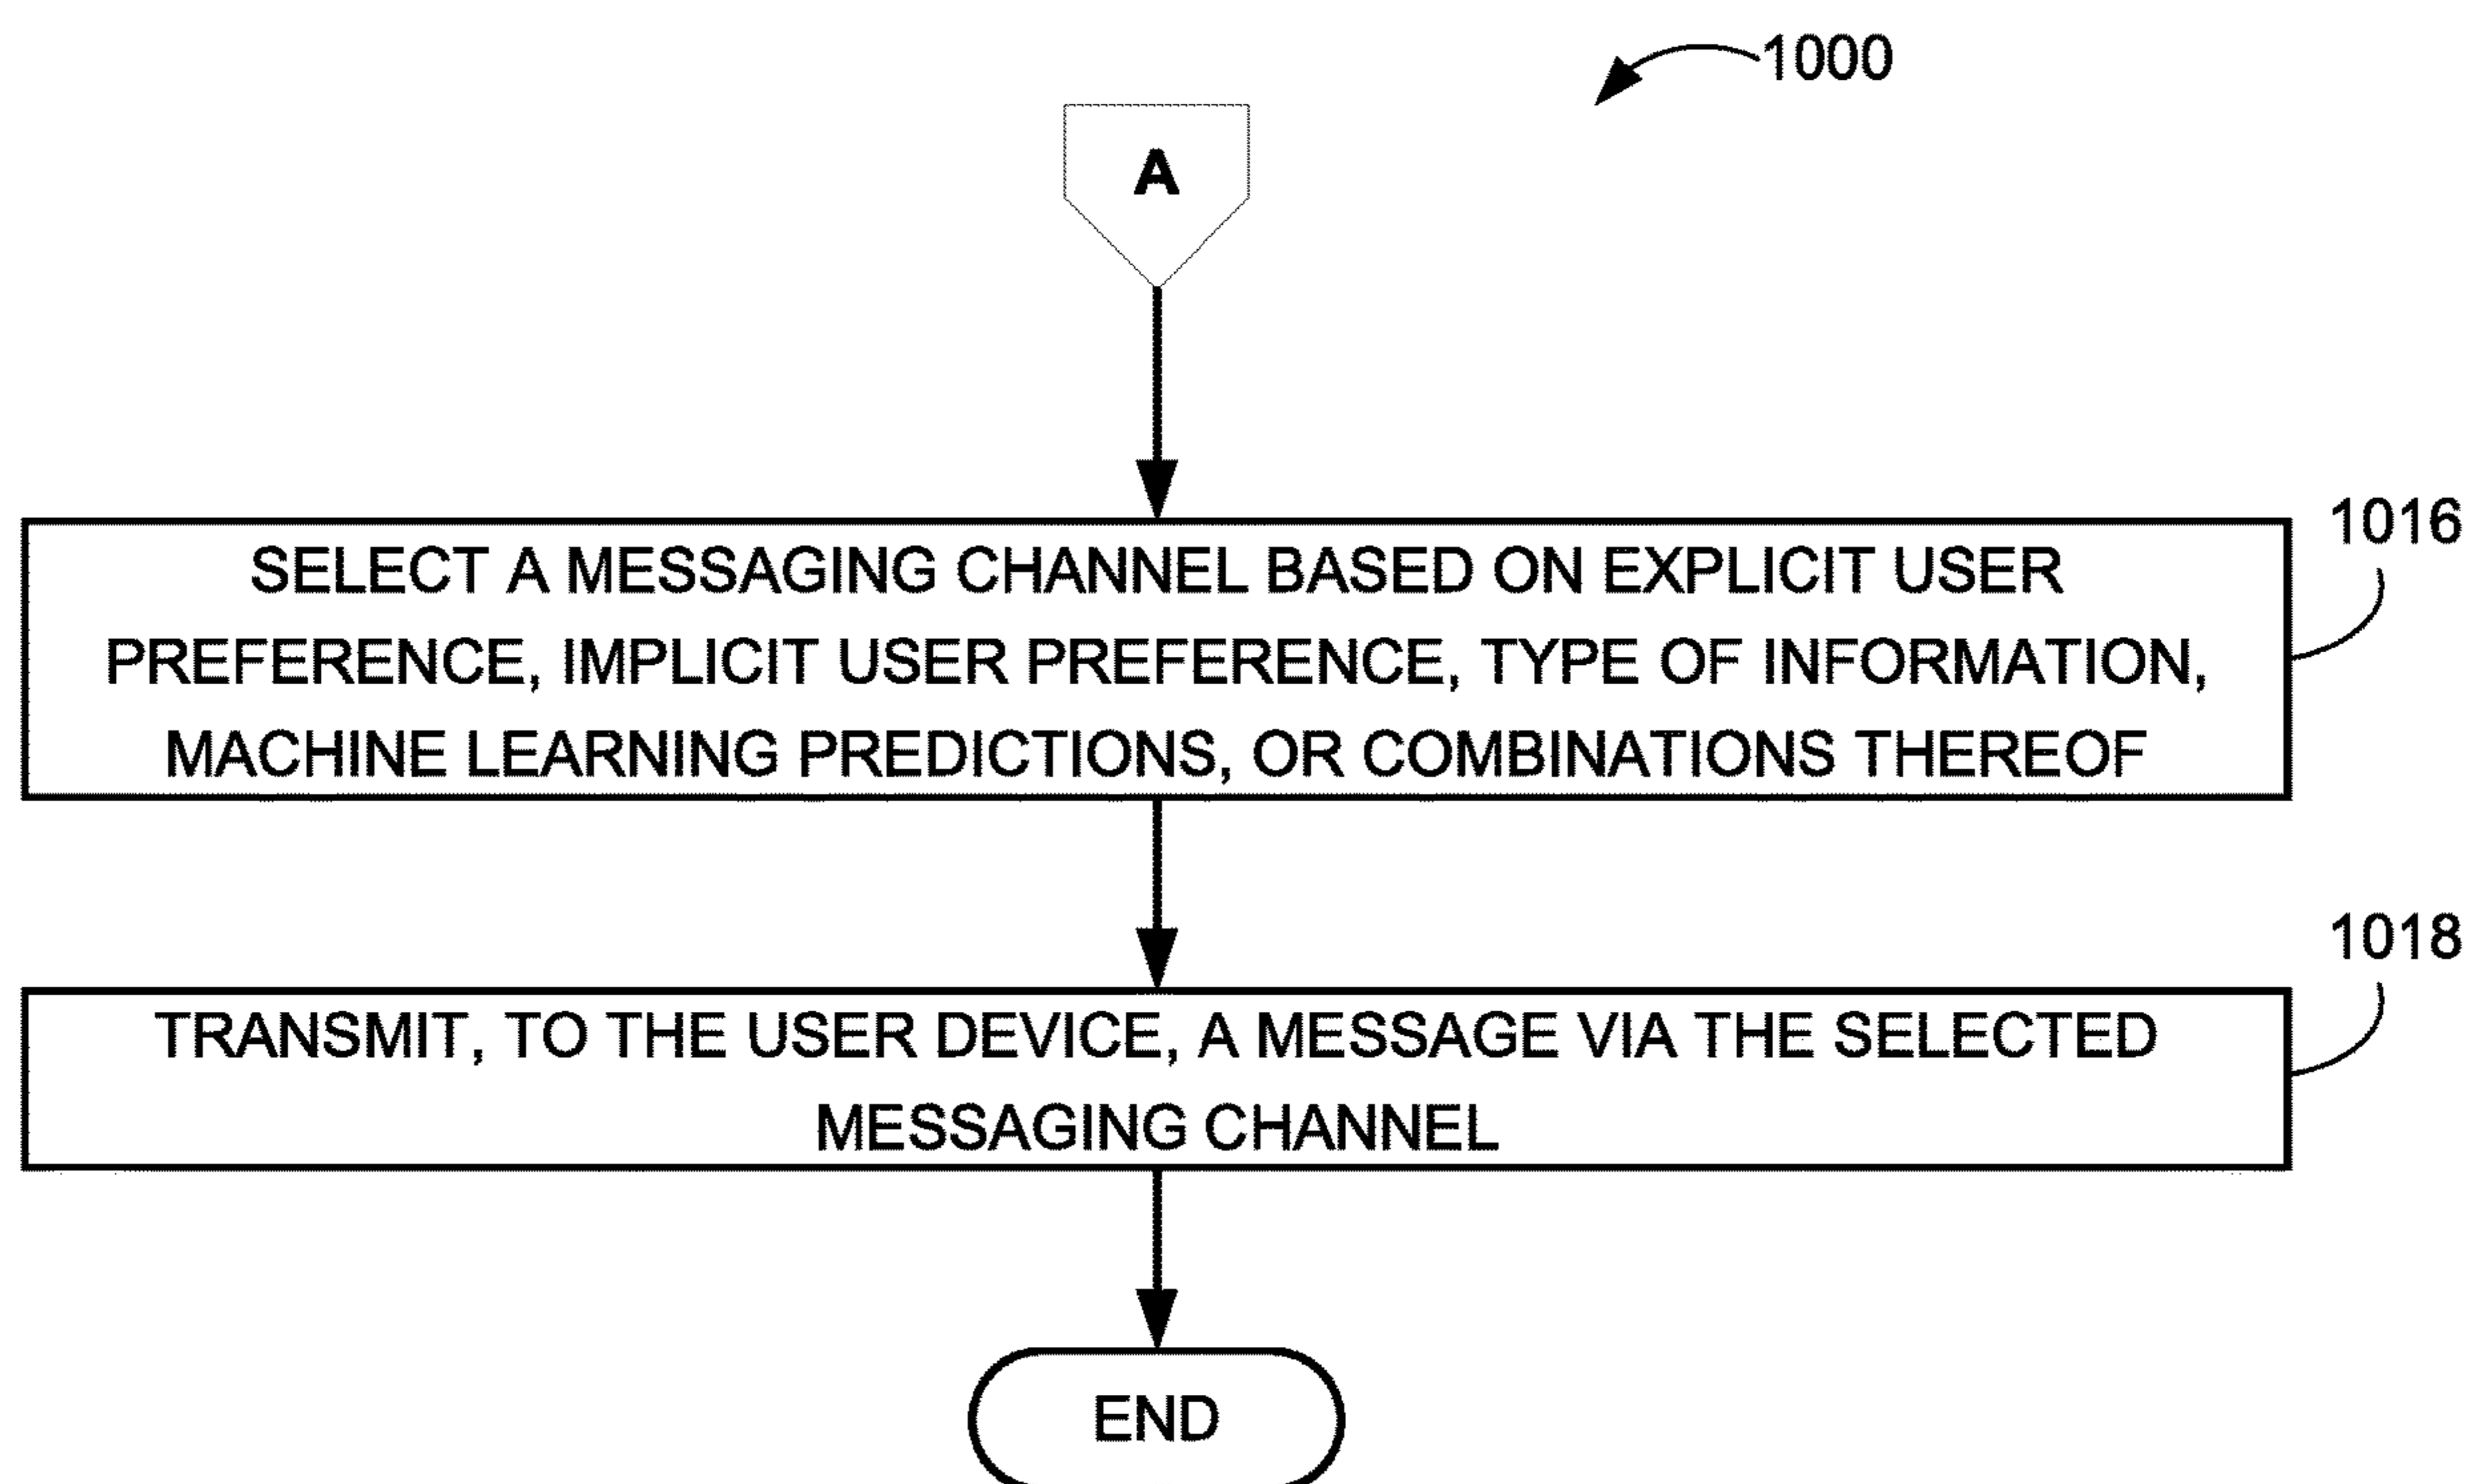 1000
A
1016
SELECT A MESSAGING CHANNEL BASED ON EXPLICIT USER
PREFERENCE, IMPLICIT USER PREFERENCE, TYPE OF INFORMATION,
MACHINE LEARNING PREDICTIONS, OR COMBINATIONS THEREOF
1018
TRANSMIT, TO THE USER DEVICE, A MESSAGE VIA THE SELECTED
MESSAGING CHANNEL
END